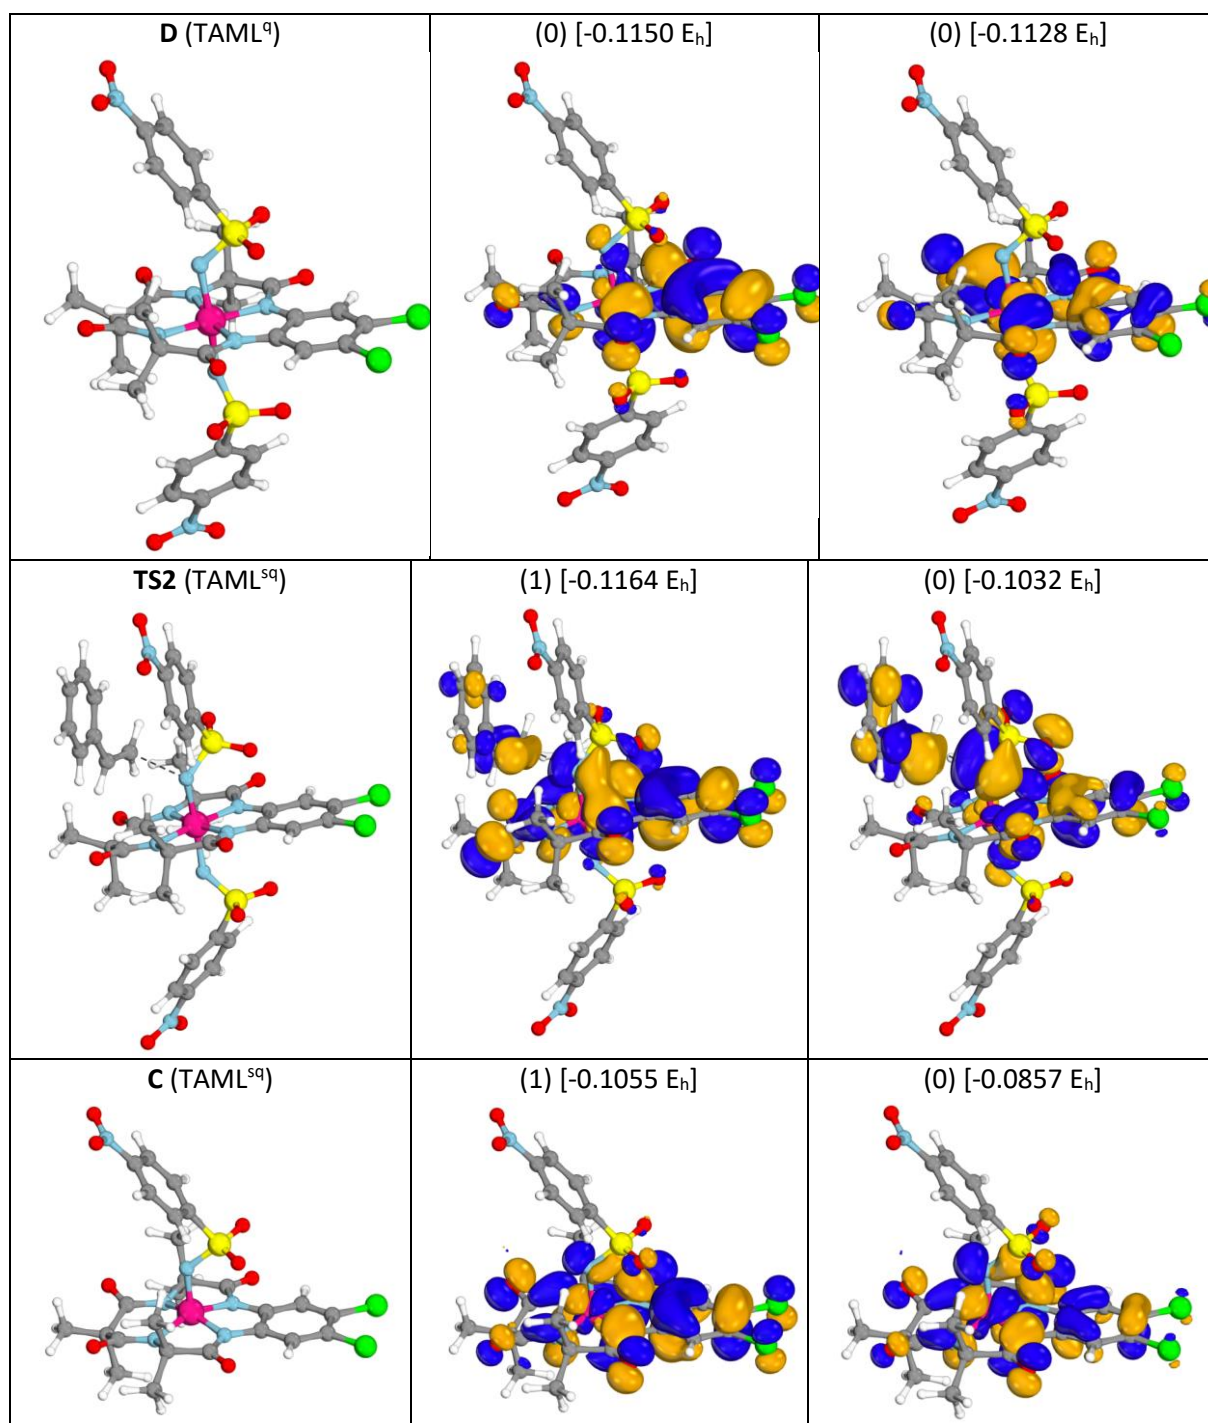 D (TAMLq) (0) [-0.1150 Eh] (0) [-0.1128 Eh]
TS2 (TAMLsq) (1) [-0.1164 Eh] (0) [-0.1032 Eh]
C (TAMLsq) (1) [-0.1055 Eh] (0) [-0.0857 Eh]